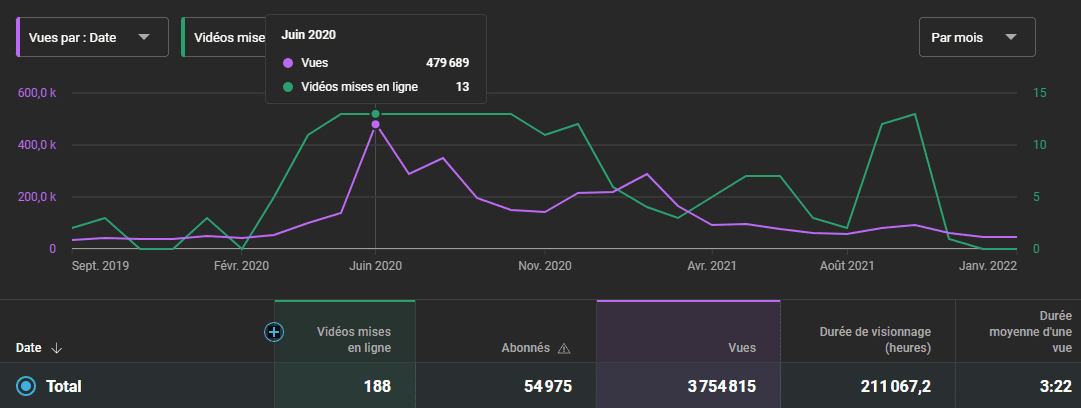 Vues par : Date
Vidéos mise
Juin 2020
Vues 479 689
Vidéos mises en ligne 13
Par mois
600,0 k
15
400,0 k
10
200,0 k
5
0
0
Sept. 2019
Févr. 2020
Juin 2020
Nov. 2020
Avr. 2021
Août 2021
Janv. 2022
Date
Vidéos mises
en ligne
Abonnés
Vues
Durée de visionnage
(heures)
Durée
moyenne d'une
vue
Total 188 54 975 3 754 815 211 067,2 3:22